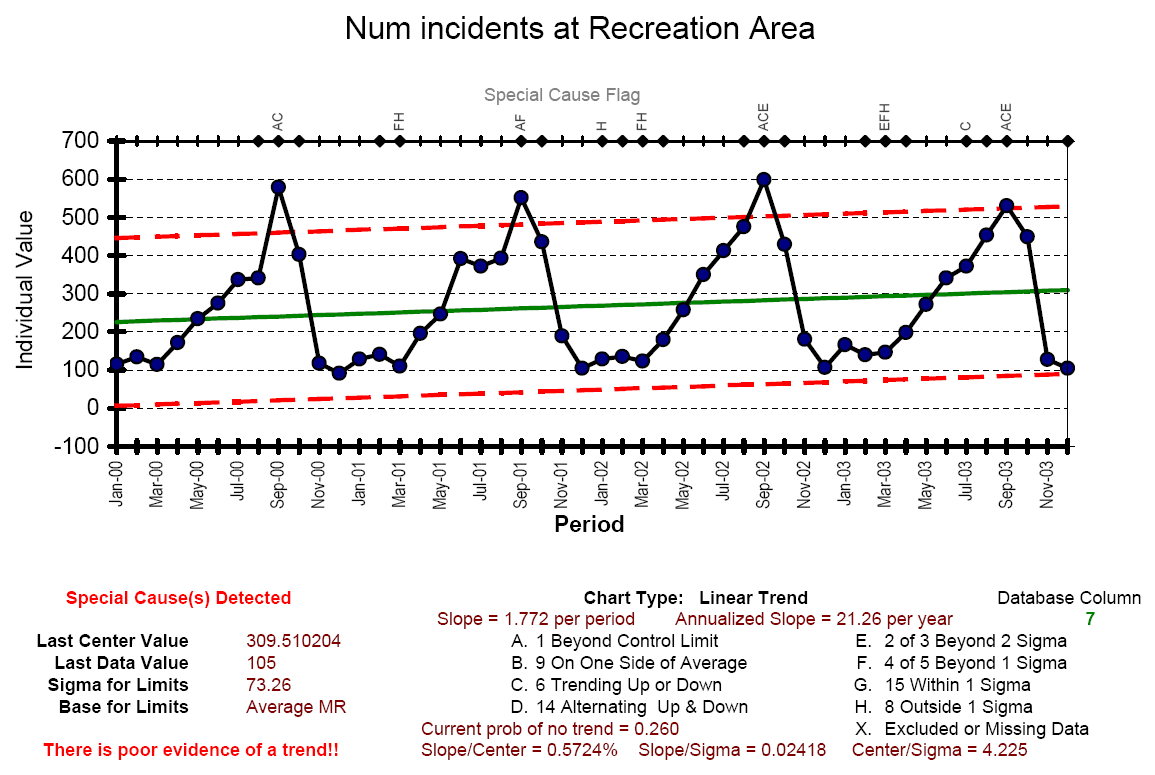 Num incidents at Recreation Area
Special Cause Flag
AC FH AF H FH ACE EFH C ACE
700
600
500
400
300
200
100
0
-100
Individual Value
Jan-00 Mar-00 May-00 Jul-00 Sep-00 Nov-00 Jan-01 Mar-01 May-01 Jul-01 Sep-01 Nov-01 Jan-02 Mar-02 May-02 Jul-02 Sep-02 Nov-02 Jan-03 Mar-03 May-03 Jul-03 Sep-03 Nov-03
Period
Special Cause(s) Detected Chart Type: Linear Trend Database Column
Slope = 1.772 per period Annualized Slope = 21.26 per year 7
Last Center Value 309.510204 A. 1 Beyond Control Limit E. 2 of 3 Beyond 2 Sigma
Last Data Value 105 B. 9 On One Side of Average F. 4 of 5 Beyond 1 Sigma
Sigma for Limits 73.26 C. 6 Trending Up or Down G. 15 Within 1 Sigma
Base for Limits Average MR D. 14 Alternating Up & Down H. 8 Outside 1 Sigma
Current prob of no trend = 0.260 X. Excluded or Missing Data
There is poor evidence of a trend!! Slope/Center = 0.5724% Slope/Sigma = 0.02418 Center/Sigma = 4.225